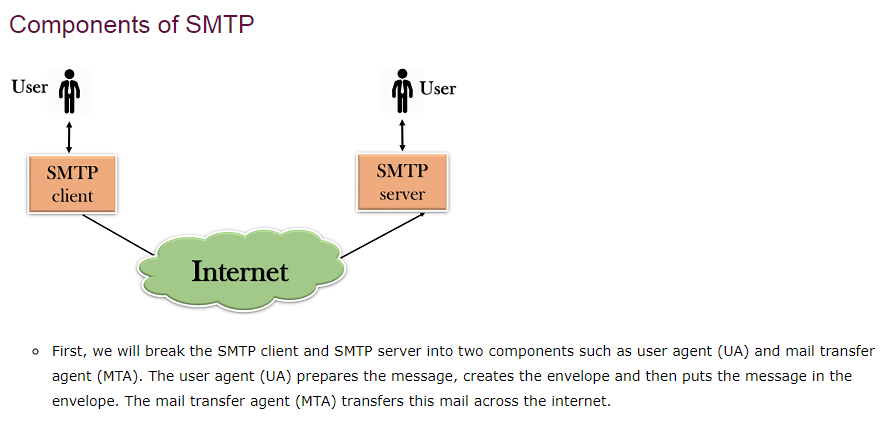 Components of SMTP
User
User
SMTP
client
SMTP
server
Internet
First, we will break the SMTP client and SMTP server into two components such as user agent (UA) and mail transfer
agent (MTA). The user agent (UA) prepares the message, creates the envelope and then puts the message in the
envelope. The mail transfer agent (MTA) transfers this mail across the internet.